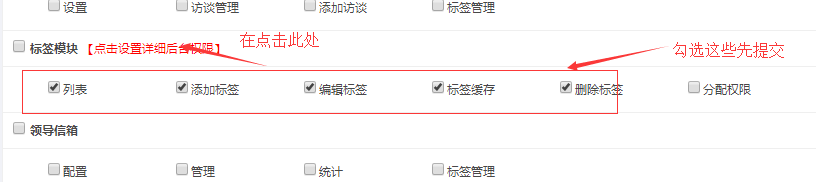 设置 访谈管理 添加访谈 标签管理
在点击此处
标签模块 【点击设置详细后台权限】
勾选这些先提交
列表 添加标签 编辑标签 标签缓存 删除标签 分配权限
领导信箱
配置 管理 统计 标签管理